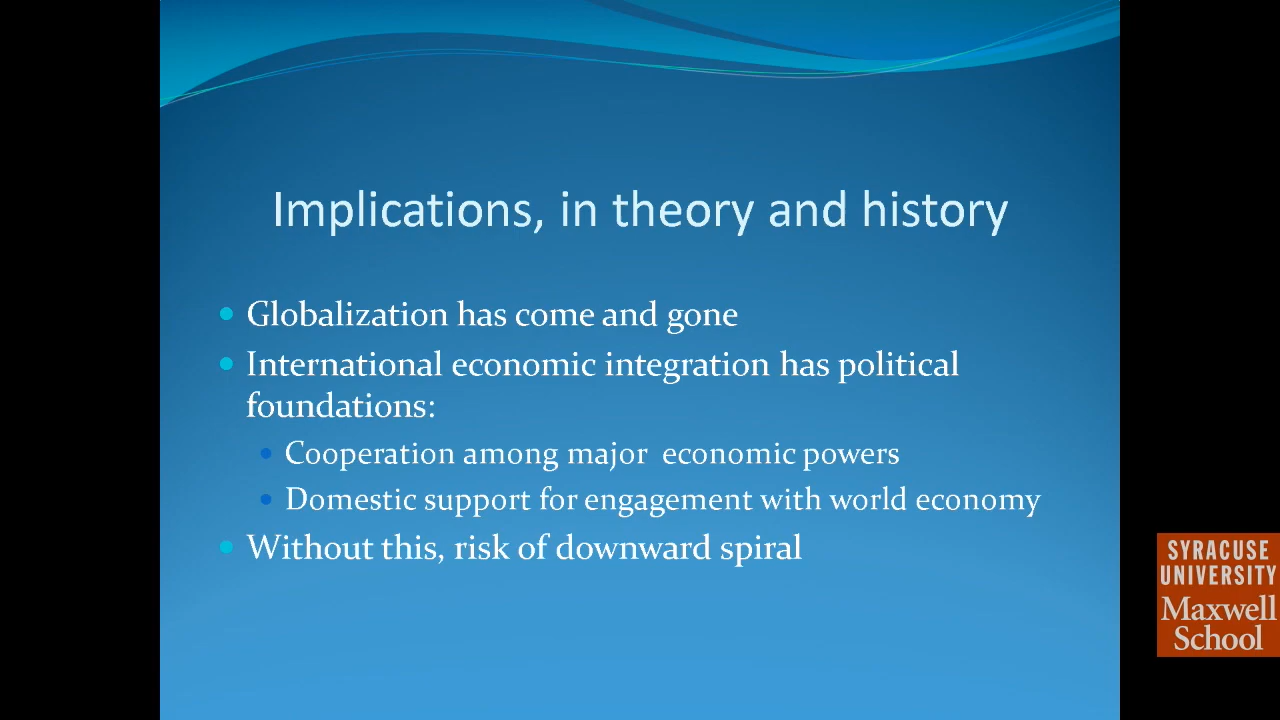 Implications, in theory and history
Globalization has come and gone
International economic integration has political
foundations:
Cooperation among major economic powers
Domestic support for engagement with world economy
Without this, risk of downward spiral
SYRACUSE
UNIVERSITY
Maxwell
School